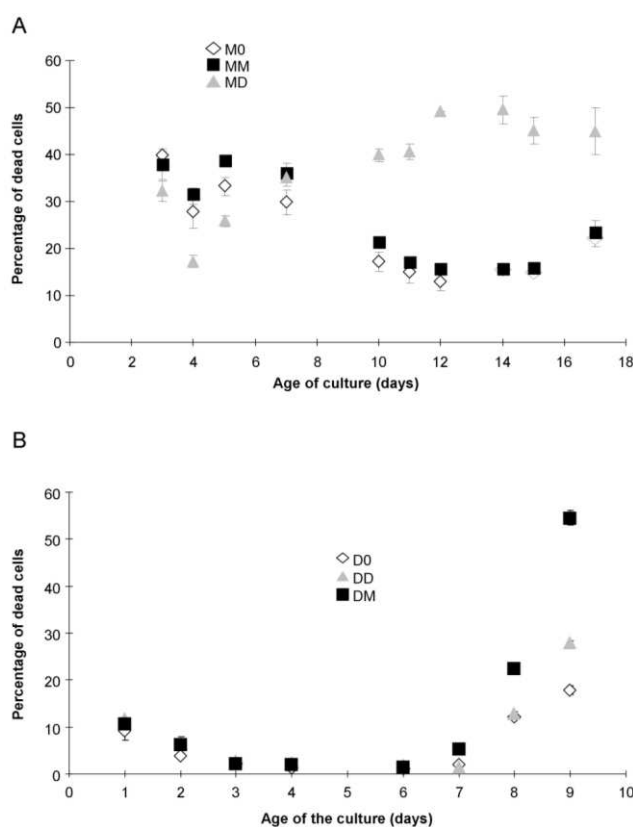 A
M0
MM
MD
60
50
40
30
20
10
0
Percentage of dead cells
0 2 4 6 8 10 12 14 16 18
Age of culture (days)
B
60
50
40
30
20
10
0
Percentage of dead cells
D0
DD
DM
0 1 2 3 4 5 6 7 8 9 10
Age of the culture (days)